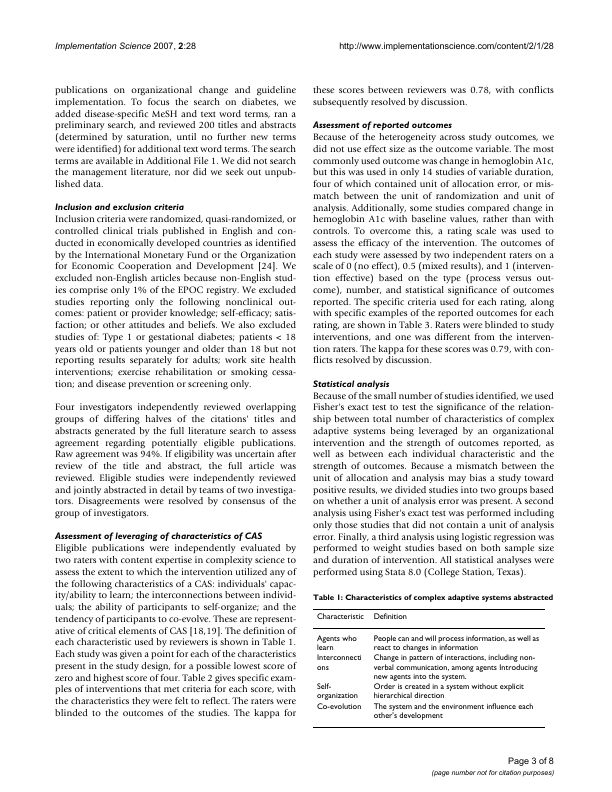 Implementation Science 2007, 2:28
http://www.implementationscience.com/content/2/1/28
publications on organizational change and guideline
implementation. To focus the search on diabetes, we
added disease-specific MeSH and text word terms, ran a
preliminary search, and reviewed 200 titles and abstracts
(determined by saturation, until no further new terms
were identified) for additional text word terms. The search
terms are available in Additional File 1. We did not search
the management literature, nor did we seek out unpub-
lished data.
Inclusion and exclusion criteria
Inclusion criteria were randomized, quasi-randomized, or
controlled clinical trials published in English and con-
ducted in economically developed countries as identified
by the International Monetary Fund or the Organization
for Economic Cooperation and Development [24]. We
excluded non-English articles because non-English stud-
ies comprise only 1% of the EPOC registry. We excluded
studies reporting only the following nonclinical out-
comes: patient or provider knowledge; self-efficacy; satis-
faction; or other attitudes and beliefs. We also excluded
studies of: Type 1 or gestational diabetes; patients < 18
years old or patients younger and older than 18 but not
reporting results separately for adults; work site health
interventions; exercise rehabilitation or smoking cessa-
tion; and disease prevention or screening only.
Four investigators independently reviewed overlapping
groups of differing halves of the citations' titles and
abstracts generated by the full literature search to assess
agreement regarding potentially eligible publications.
Raw agreement was 94%. If eligibility was uncertain after
review of the title and abstract, the full article was
reviewed. Eligible studies were independently reviewed
and jointly abstracted in detail by teams of two investiga-
tors. Disagreements were resolved by consensus of the
group of investigators.
Assessment of leveraging of characteristics of CAS
Eligible publications were independently evaluated by
two raters with content expertise in complexity science to
assess the extent to which the intervention utilized any of
the following characteristics of a CAS: individuals' capac-
ity/ability to learn; the interconnections between individ-
uals; the ability of participants to self-organize; and the
tendency of participants to co-evolve. These are represent-
ative of critical elements of CAS [18,19]. The definition of
each characteristic used by reviewers is shown in Table 1.
Each study was given a point for each of the characteristics
present in the study design, for a possible lowest score of
zero and highest score of four. Table 2 gives specific exam-
ples of interventions that met criteria for each score, with
the characteristics they were felt to reflect. The raters were
blinded to the outcomes of the studies. The kappa for
these scores between reviewers was 0.78, with conflicts
subsequently resolved by discussion.
Assessment of reported outcomes
Because of the heterogeneity across study outcomes, we
did not use effect size as the outcome variable. The most
commonly used outcome was change in hemoglobin A1c,
but this was used in only 14 studies of variable duration,
four of which contained unit of allocation error, or mis-
match between the unit of randomization and unit of
analysis. Additionally, some studies compared change in
hemoglobin A1c with baseline values, rather than with
controls. To overcome this, a rating scale was used to
assess the efficacy of the intervention. The outcomes of
each study were assessed by two independent raters on a
scale of 0 (no effect), 0.5 (mixed results), and 1 (interven-
tion effective) based on the type (process versus out-
come), number, and statistical significance of outcomes
reported. The specific criteria used for each rating, along
with specific examples of the reported outcomes for each
rating, are shown in Table 3. Raters were blinded to study
interventions, and one was different from the interven-
tion raters. The kappa for these scores was 0.79, with con-
flicts resolved by discussion.
Statistical analysis
Because of the small number of studies identified, we used
Fisher's exact test to test the significance of the relation-
ship between total number of characteristics of complex
adaptive systems being leveraged by an organizational
intervention and the strength of outcomes reported, as
well as between each individual characteristic and the
strength of outcomes. Because a mismatch between the
unit of allocation and analysis may bias a study toward
positive results, we divided studies into two groups based
on whether a unit of analysis error was present. A second
analysis using Fisher's exact test was performed including
only those studies that did not contain a unit of analysis
error. Finally, a third analysis using logistic regression was
performed to weight studies based on both sample size
and duration of intervention. All statistical analyses were
performed using Stata 8.0 (College Station, Texas).
Table 1: Characteristics of complex adaptive systems abstracted
Characteristic Definition
Agents who People can and will process information, as well as
learn react to changes in information
Interconnecti Change in pattern of interactions, including non-
ons verbal communication, among agents Introducing
new agents into the system.
Self- Order is created in a system without explicit
organization hierarchical direction
Co-evolution The system and the environment influence each
other's development
Page 3 of 8
(page number not for citation purposes)